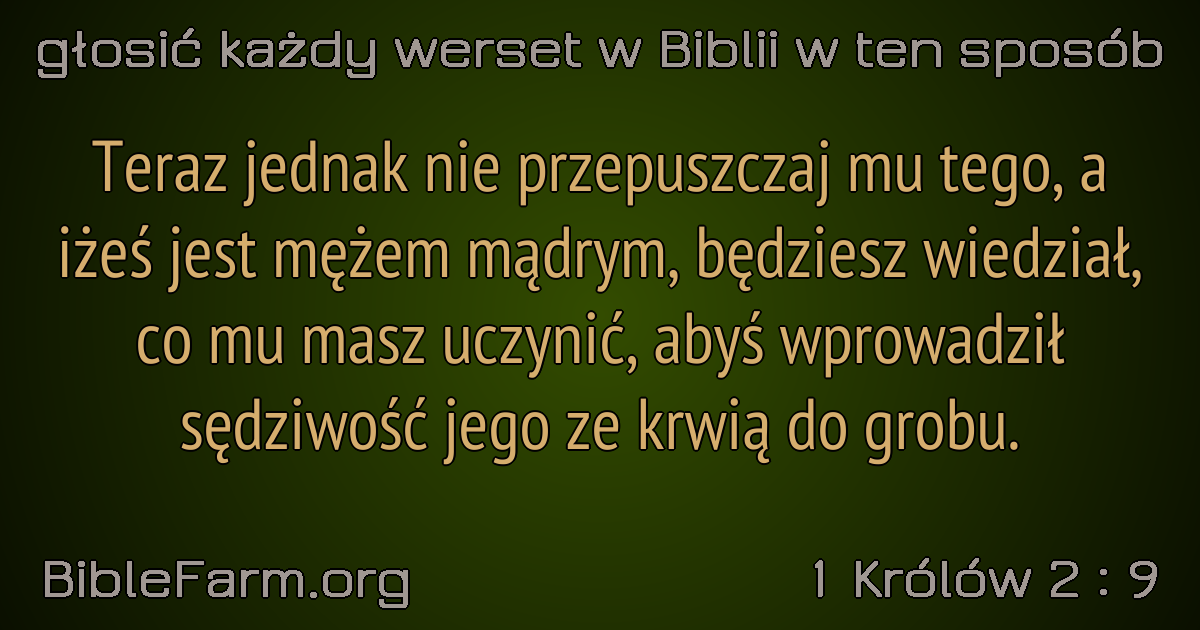 głosić każdy werset w Biblii w ten sposób
Teraz jednak nie przepuszczaj mu tego, a
iżeś jest mężem mądrym, będziesz wiedział,
co mu masz uczynić, abyś wprowadził
sędziwość jego ze krwią do grobu.
BibleFarm.org
1 Królów 2 : 9